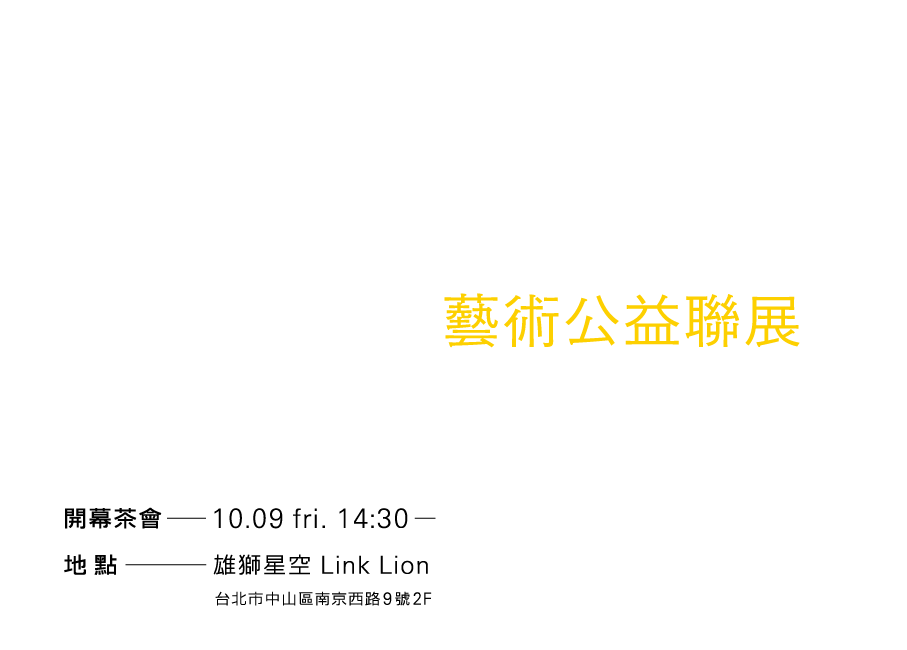 藝術公益聯展
開幕茶會 —— 10.09 fri. 14:30 —
地 點 ———— 雄獅星空 Link Lion
台北市中山區南京西路9號2F